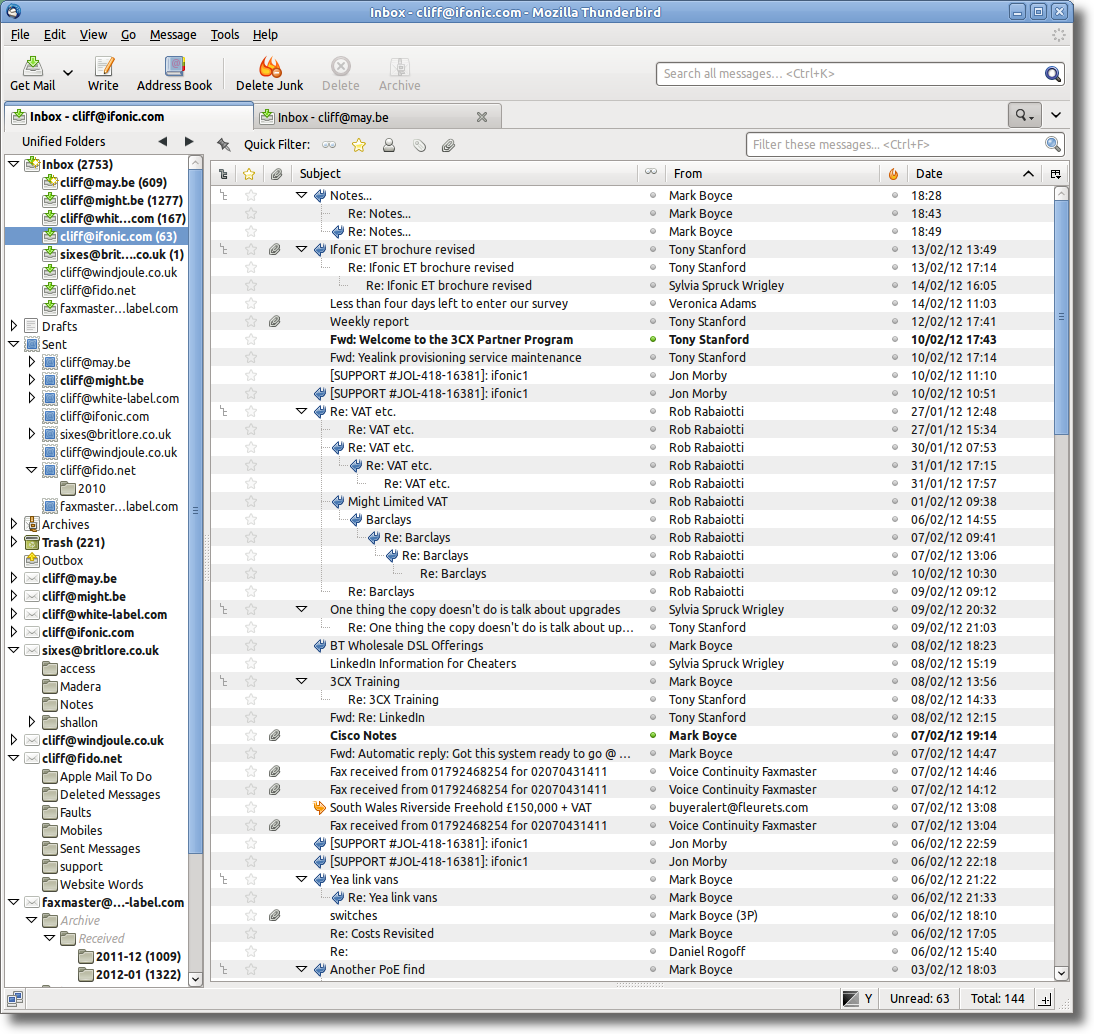 Inbox - cliff@ifonic.com - Mozilla Thunderbird
File Edit View Go Message Tools Help
Get Mail Write Address Book Delete Junk Delete Archive Search all messages... <Ctrl+K>
Inbox - cliff@ifonic.com Inbox - cliff@may.be
Unified Folders
Inbox (2753)
cliff@may.be (609)
cliff@might.be (1277)
cliff@whit...com (167)
cliff@ifonic.com (63)
sixes@brit....co.uk (1)
cliff@windjoule.co.uk
cliff@fido.net
faxmaster...label.com
Drafts
Sent
cliff@may.be
cliff@might.be
cliff@white-label.com
cliff@ifonic.com
sixes@britlore.co.uk
cliff@windjoule.co.uk
cliff@fido.net
2010
faxmaster...label.com
Archives
Trash (221)
Outbox
cliff@may.be
cliff@might.be
cliff@white-label.com
cliff@ifonic.com
sixes@britlore.co.uk
access
Madera
Notes
shallon
cliff@windjoule.co.uk
cliff@fido.net
Apple Mail To Do
Deleted Messages
Faults
Mobiles
Sent Messages
support
Website Words
faxmaster@...-label.com
Archive
Received
2011-12 (1009)
2012-01 (1322)
Quick Filter: Filter these messages... <Ctrl+F>
Subject From Date
Notes... Mark Boyce 18:28
Re: Notes... Mark Boyce 18:43
Re: Notes... Mark Boyce 18:49
Ifonic ET brochure revised Tony Stanford 13/02/12 13:49
Re: Ifonic ET brochure revised Tony Stanford 13/02/12 17:14
Re: Ifonic ET brochure revised Sylvia Spruck Wrigley 14/02/12 16:05
Less than four days left to enter our survey Veronica Adams 14/02/12 11:03
Weekly report Tony Stanford 12/02/12 17:41
Fwd: Welcome to the 3CX Partner Program Tony Stanford 10/02/12 17:43
Fwd: Yealink provisioning service maintenance Tony Stanford 10/02/12 17:14
[SUPPORT #JOL-418-16381]: ifonic1 Jon Morby 10/02/12 11:10
[SUPPORT #JOL-418-16381]: ifonic1 Jon Morby 10/02/12 10:51
Re: VAT etc. Rob Rabaiotti 27/01/12 12:48
Re: VAT etc. Rob Rabaiotti 27/01/12 15:34
Re: VAT etc. Rob Rabaiotti 30/01/12 07:53
Re: VAT etc. Rob Rabaiotti 31/01/12 17:15
Re: VAT etc. Rob Rabaiotti 31/01/12 17:57
Might Limited VAT Rob Rabaiotti 01/02/12 09:38
Barclays Rob Rabaiotti 06/02/12 14:55
Re: Barclays Rob Rabaiotti 07/02/12 09:41
Re: Barclays Rob Rabaiotti 07/02/12 13:06
Re: Barclays Rob Rabaiotti 10/02/12 10:30
Re: Barclays Rob Rabaiotti 09/02/12 09:12
One thing the copy doesn't do is talk about upgrades Sylvia Spruck Wrigley 09/02/12 20:32
Re: One thing the copy doesn't do is talk about up... Tony Stanford 09/02/12 21:03
BT Wholesale DSL Offerings Mark Boyce 08/02/12 18:23
LinkedIn Information for Cheaters Sylvia Spruck Wrigley 08/02/12 15:19
3CX Training Mark Boyce 08/02/12 13:56
Re: 3CX Training Tony Stanford 08/02/12 14:33
Fwd: Re: LinkedIn Tony Stanford 08/02/12 12:15
Cisco Notes Mark Boyce 07/02/12 19:14
Fwd: Automatic reply: Got this system ready to go @ ... Mark Boyce 07/02/12 14:47
Fax received from 01792468254 for 02070431411 Voice Continuity Faxmaster 07/02/12 14:46
Fax received from 01792468254 for 02070431411 Voice Continuity Faxmaster 07/02/12 14:12
South Wales Riverside Freehold £150,000 + VAT buyeralert@fleurets.com 07/02/12 13:08
Fax received from 01792468254 for 02070431411 Voice Continuity Faxmaster 07/02/12 13:04
[SUPPORT #JOL-418-16381]: ifonic1 Jon Morby 06/02/12 22:59
[SUPPORT #JOL-418-16381]: ifonic1 Jon Morby 06/02/12 22:18
Yea link vans Mark Boyce 06/02/12 21:22
Re: Yea link vans Mark Boyce 06/02/12 21:33
switches Mark Boyce (3P) 06/02/12 18:10
Re: Costs Revisited Mark Boyce 06/02/12 17:05
Re: Daniel Rogoff 06/02/12 15:40
Another PoE find Mark Boyce 03/02/12 18:03
Y Unread: 63 Total: 144